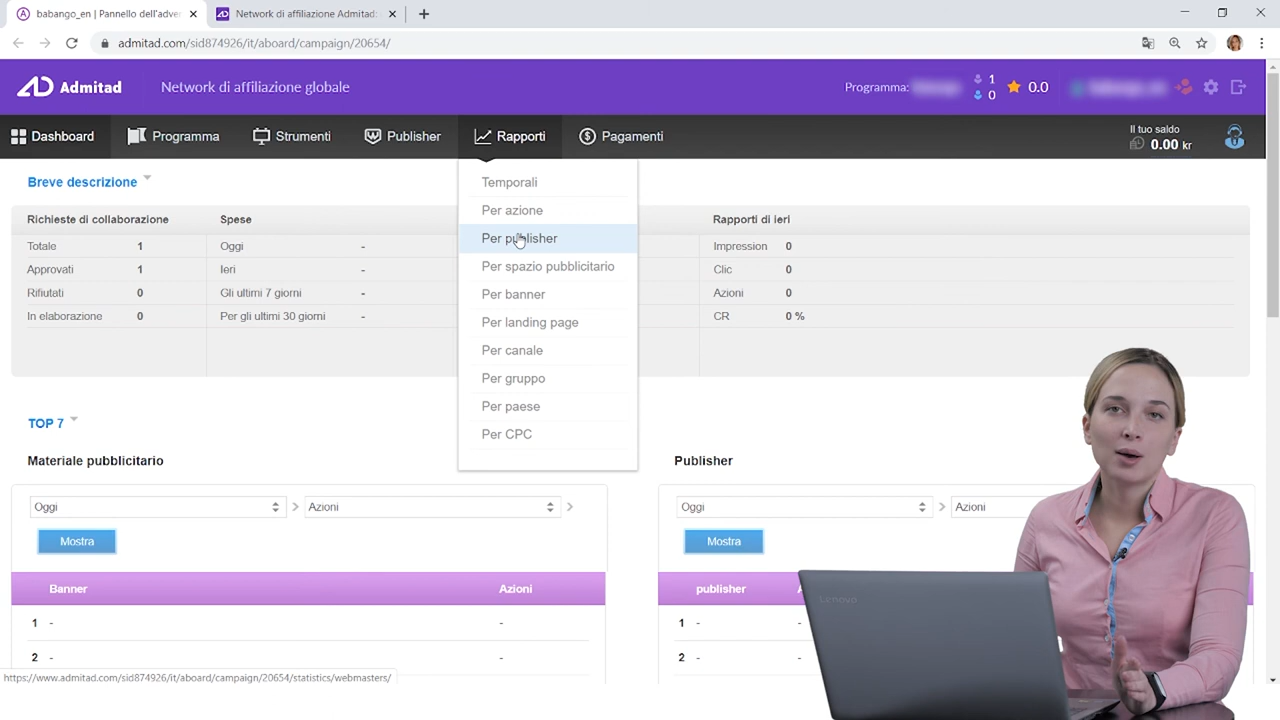 babango_en | Pannello dell'adver
Network di affiliazione Admitad:
admitad.com/sid874926/it/aboard/campaign/20654/
Admitad
Network di affiliazione globale
Programma:
1
0
0.0
Dashboard
Programma
Strumenti
Publisher
Rapporti
Pagamenti
Il tuo saldo
0.00 kr
Breve descrizione
Temporali
Per azione
Per publisher
Per spazio pubblicitario
Per banner
Per landing page
Per canale
Per gruppo
Per paese
Per CPC
Richieste di collaborazione
Totale 1
Approvati 1
Rifiutati 0
In elaborazione 0
Spese
Oggi -
Ieri -
Gli ultimi 7 giorni -
Per gli ultimi 30 giorni -
Rapporti di ieri
Impression 0
Clic 0
Azioni 0
CR 0 %
TOP 7
Materiale pubblicitario
Oggi > Azioni >
Mostra
Banner Azioni
1 - -
2 - -
Publisher
Oggi > Azioni
Mostra
publisher
1 - -
2 - -
https://www.admitad.com/sid874926/it/aboard/campaign/20654/statistics/webmasters/
Lenovo